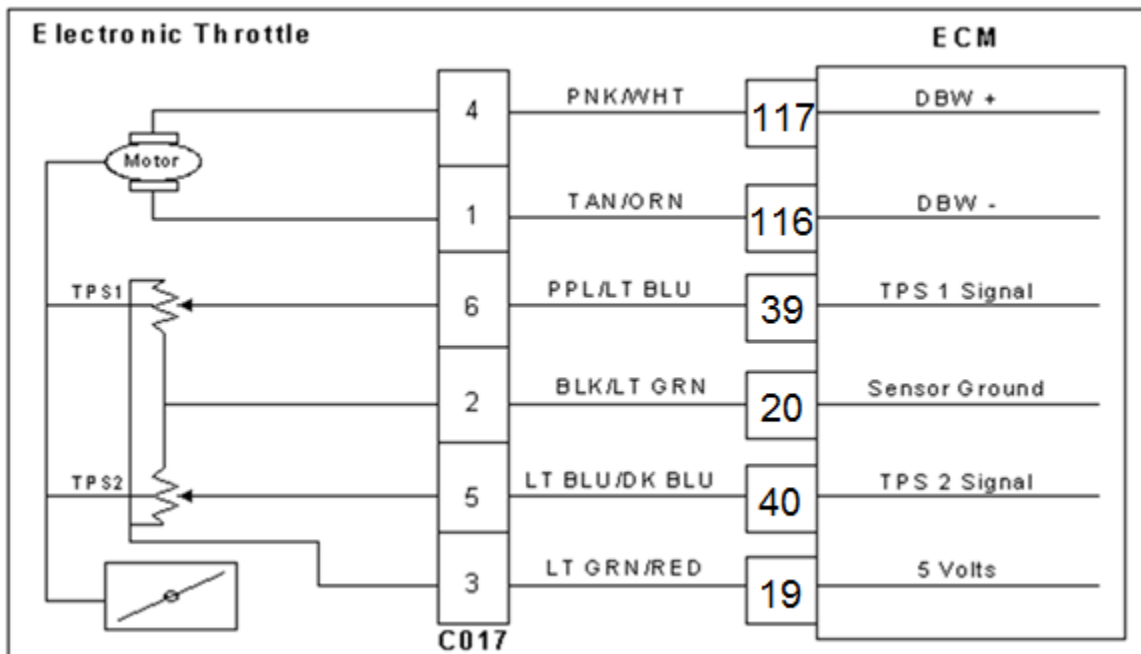 Electronic Throttle
ECM
4 PNK/WHT 117 DBW +
Motor
1 TAN/ORN 116 DBW -
TPS1 6 PPL/LT BLU 39 TPS 1 Signal
2 BLK/LT GRN 20 Sensor Ground
TPS2 5 LT BLU/DK BLU 40 TPS 2 Signal
3 LT GRN/RED 19 5 Volts
C017